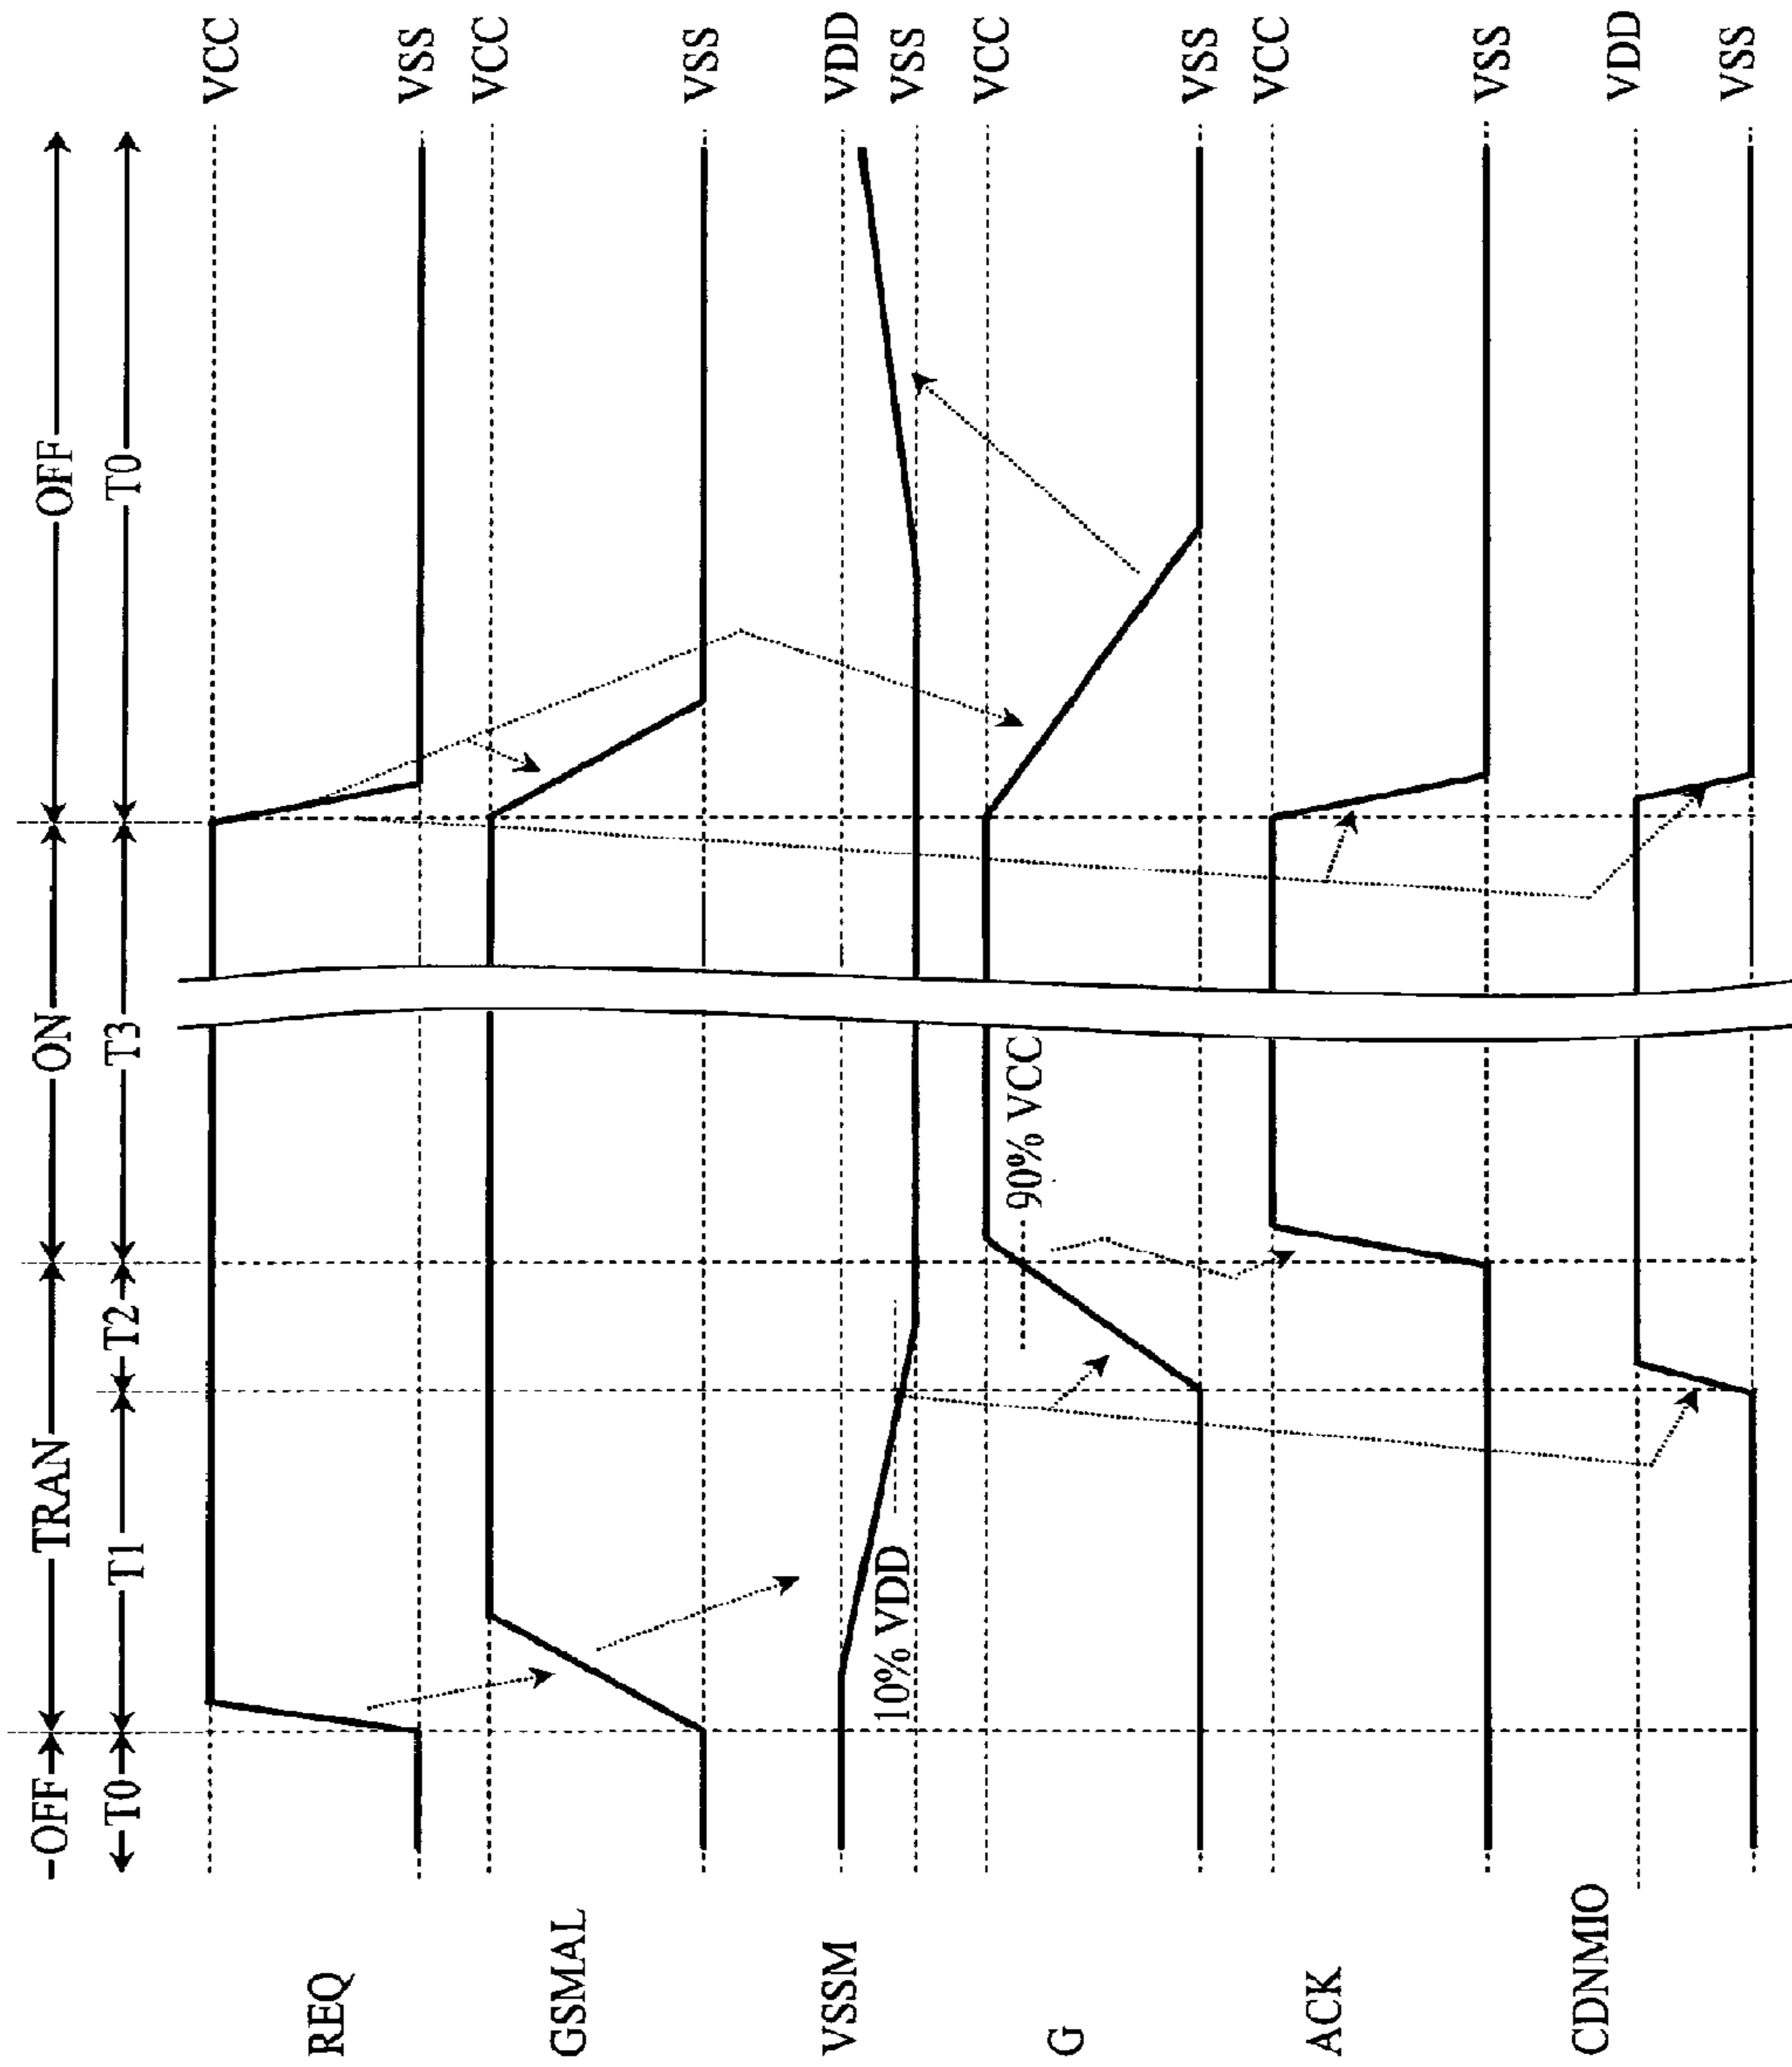 OFF TRAN ON OFF
T0 T1 T2 T3 T0
REQ
VCC
VSS
GSMAL
VCC
VSS
VSSM
10% VDD
VDD
VSS
G
90% VCC
VCC
VSS
ACK
VCC
VSS
CDNMIO
VDD
VSS